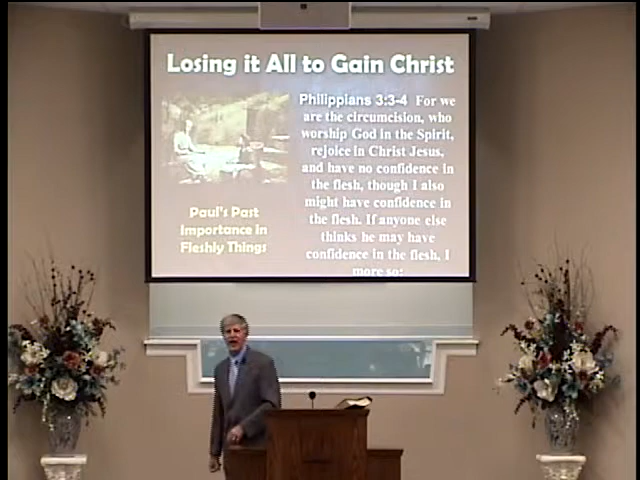 Losing it All to Gain Christ
Philippians 3:3-4 For we
are the circumcision, who
worship God in the Spirit,
rejoice in Christ Jesus,
and have no confidence in
the flesh, though I also
might have confidence in
the flesh. If anyone else
thinks he may have
confidence in the flesh, I
more so:
Paul's Past
Importance in
Fleshly Things